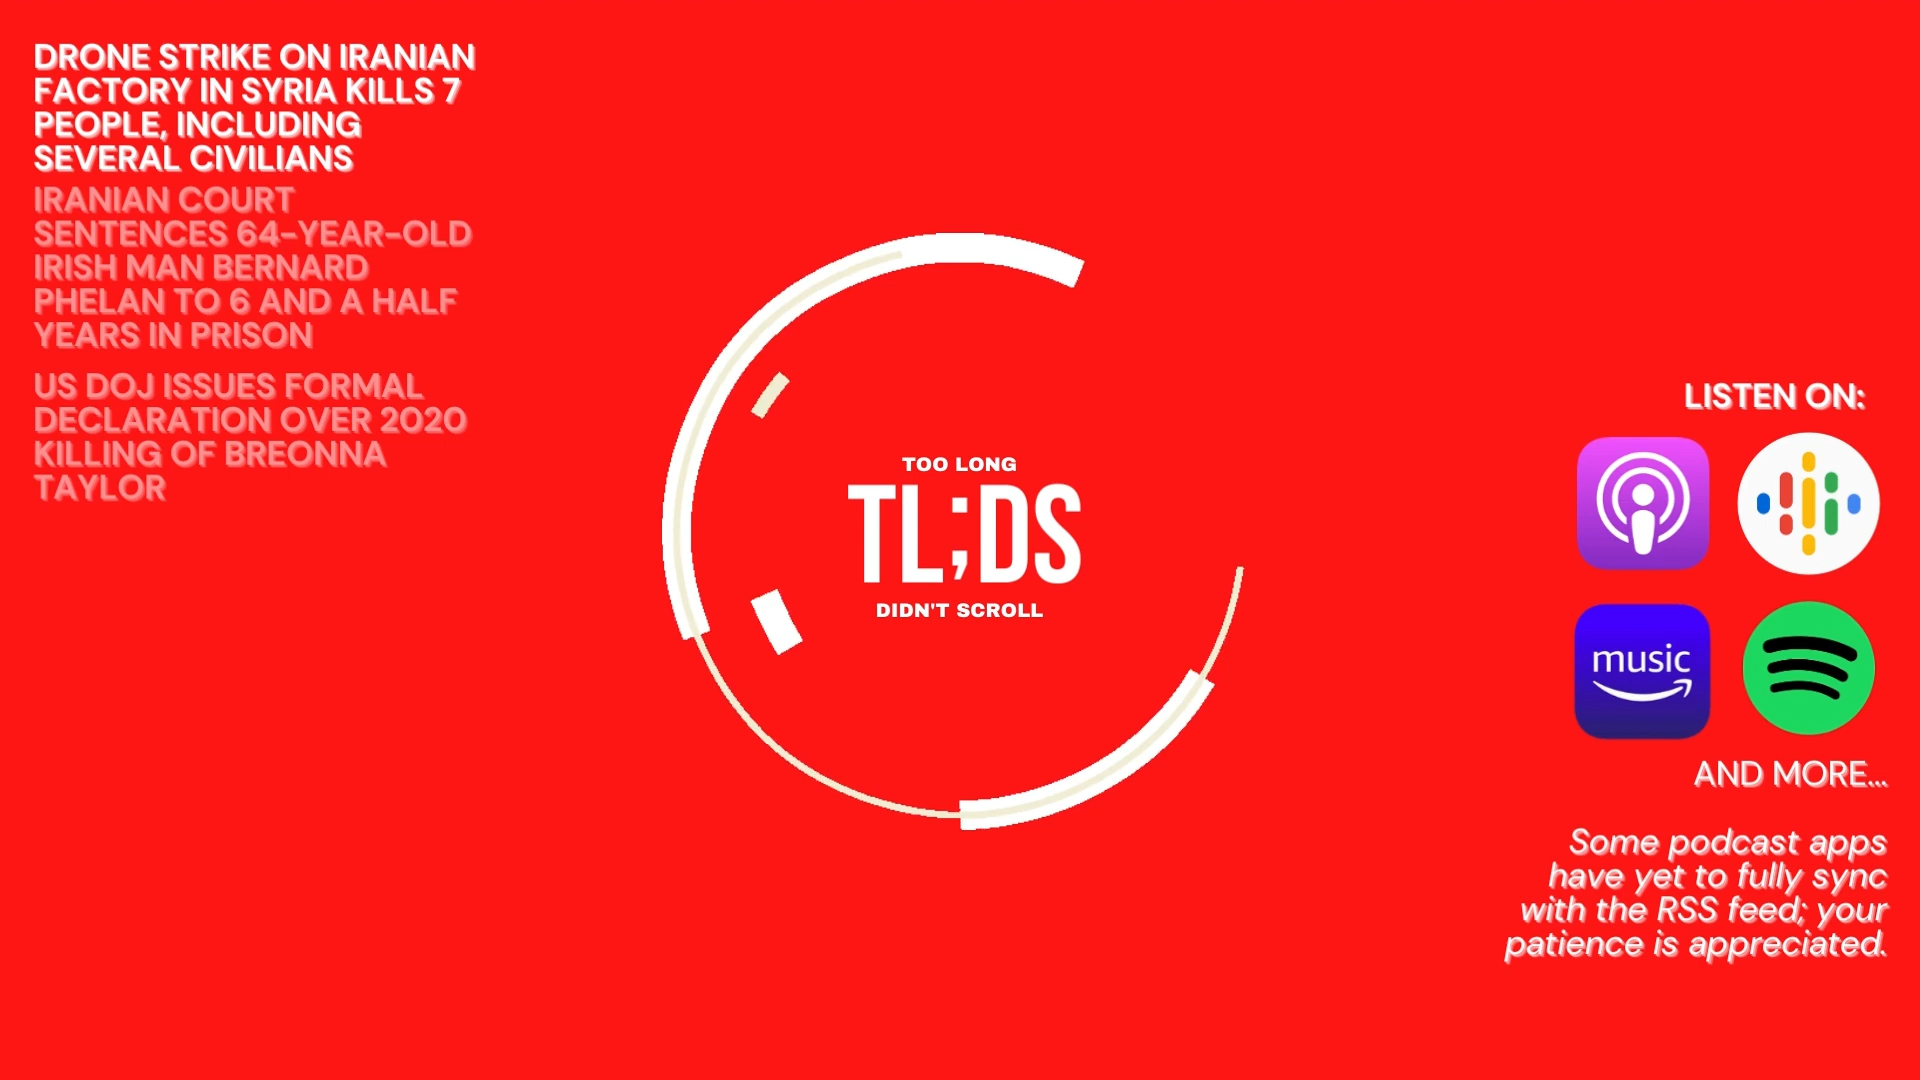 DRONE STRIKE ON IRANIAN
FACTORY IN SYRIA KILLS 7
PEOPLE, INCLUDING
SEVERAL CIVILIANS
IRANIAN COURT
SENTENCES 64-YEAR-OLD
IRISH MAN BERNARD
PHELAN TO 6 AND A HALF
YEARS IN PRISON
US DOJ ISSUES FORMAL
DECLARATION OVER 2020
KILLING OF BREONNA
TAYLOR
TOO LONG
TL;DS
DIDN'T SCROLL
LISTEN ON:
music
AND MORE...
Some podcast apps
have yet to fully sync
with the RSS feed; your
patience is appreciated.